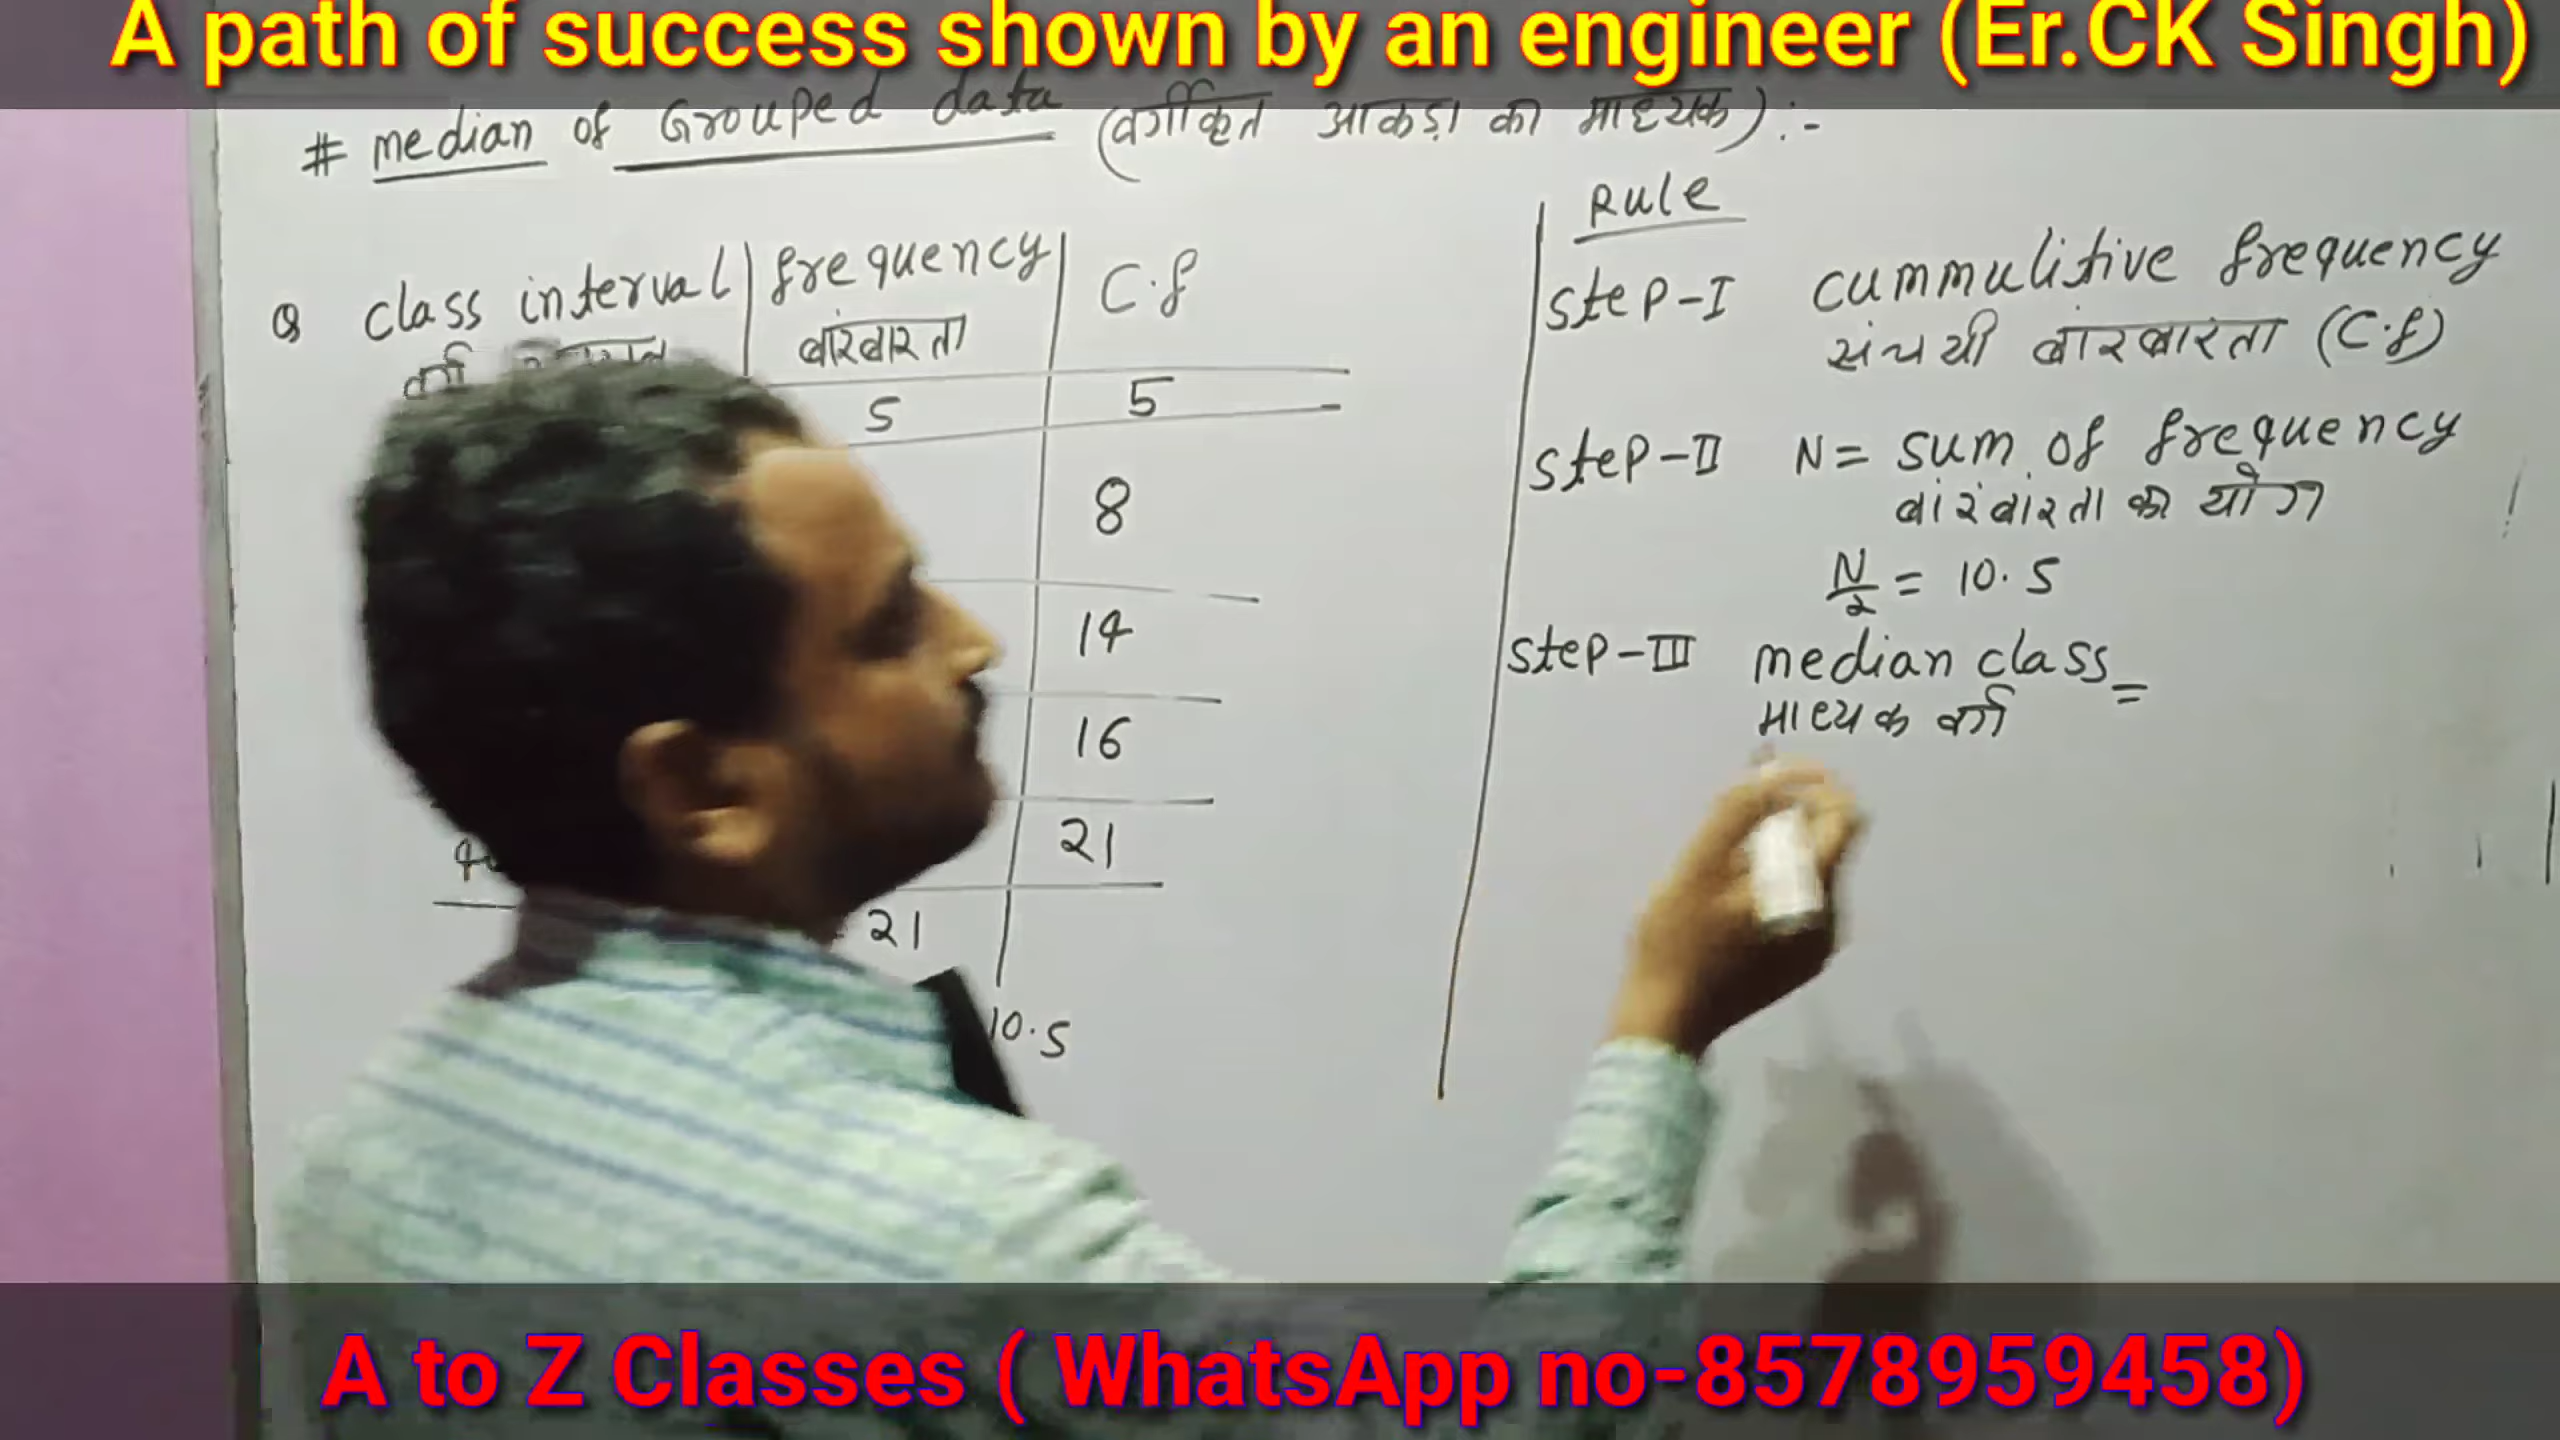 A path of success shown by an engineer (Er.CK Singh)
# median of Grouped data (वर्गीकृत आकड़ा का माध्यक):-
Q class interval frequency C.f
वर्ग बांरंबारता
5 5
8
14
16
21
21
10.5
Rule
Step-I cummulitive frequency
संचयी बांरंबारता (C.f)
Step-II N= sum of frequency
बांरंबांरता का योग
N/2 = 10.5
Step-III median class =
माध्यक वर्ग
A to Z Classes ( WhatsApp no-8578959458)